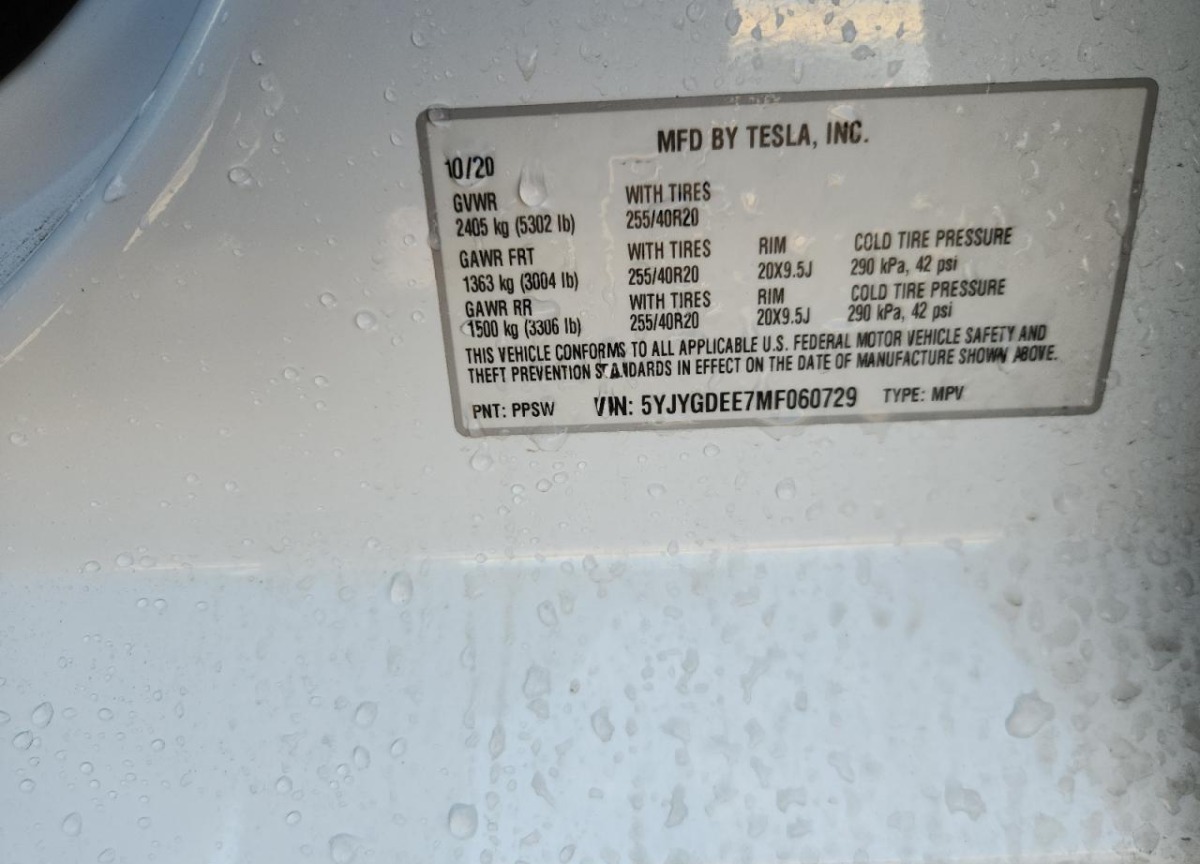 MFD BY TESLA, INC.
10/20
GVWR WITH TIRES
2405 kg (5302 lb) 255/40R20
GAWR FRT WITH TIRES RIM COLD TIRE PRESSURE
1363 kg (3004 lb) 255/40R20 20X9.5J 290 kPa, 42 psi
GAWR RR WITH TIRES RIM COLD TIRE PRESSURE
1500 kg (3306 lb) 255/40R20 20X9.5J 290 kPa, 42 psi
THIS VEHICLE CONFORMS TO ALL APPLICABLE U.S. FEDERAL MOTOR VEHICLE SAFETY AND
THEFT PREVENTION STANDARDS IN EFFECT ON THE DATE OF MANUFACTURE SHOWN ABOVE.
PNT: PPSW VIN: 5YJYGDEE7MF060729 TYPE: MPV